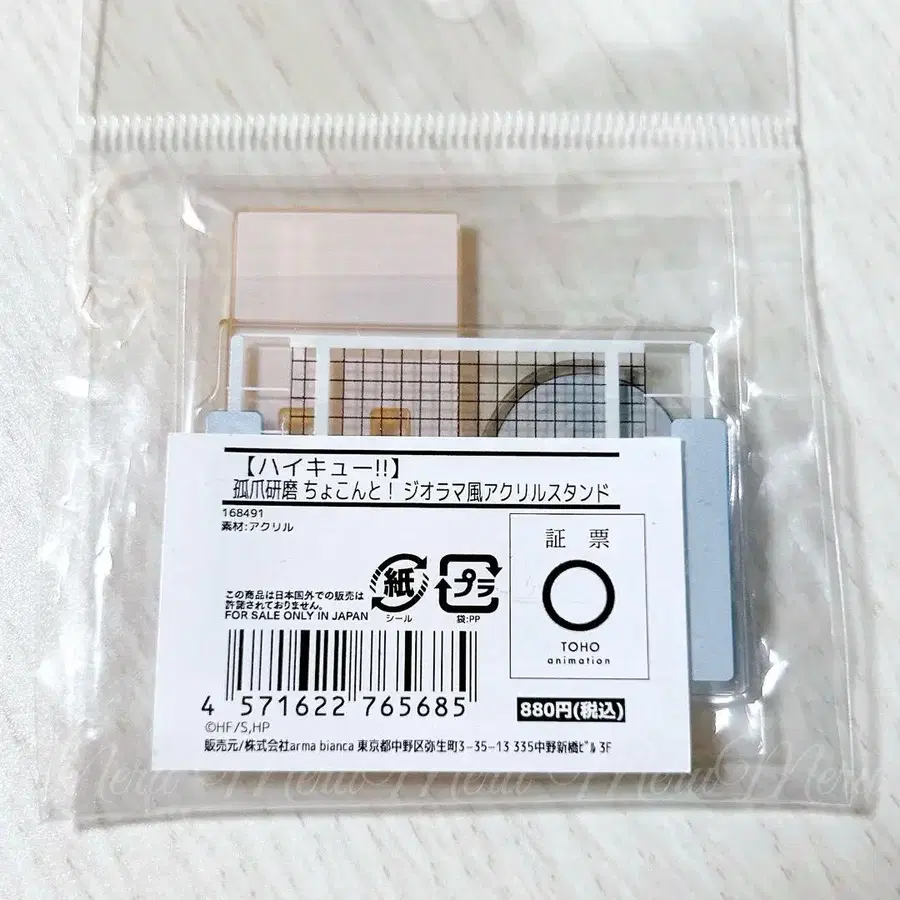 【ハイキュー!!】
孤爪研磨 ちょこんと！ ジオラマ風アクリルスタンド
168491
素材:アクリル
証 票
TOHO
animation
紙
シール
プラ
袋:PP
この商品は日本国外での販売は
許諾されておりません。
FOR SALE ONLY IN JAPAN
4 571622 765685
880円(税込)
©HF/S,HP
販売元/株式会社arma bianca 東京都中野区弥生町3-35-13 335中野新橋ﾋﾞﾙ 3F
Meru Meru Meru Meru